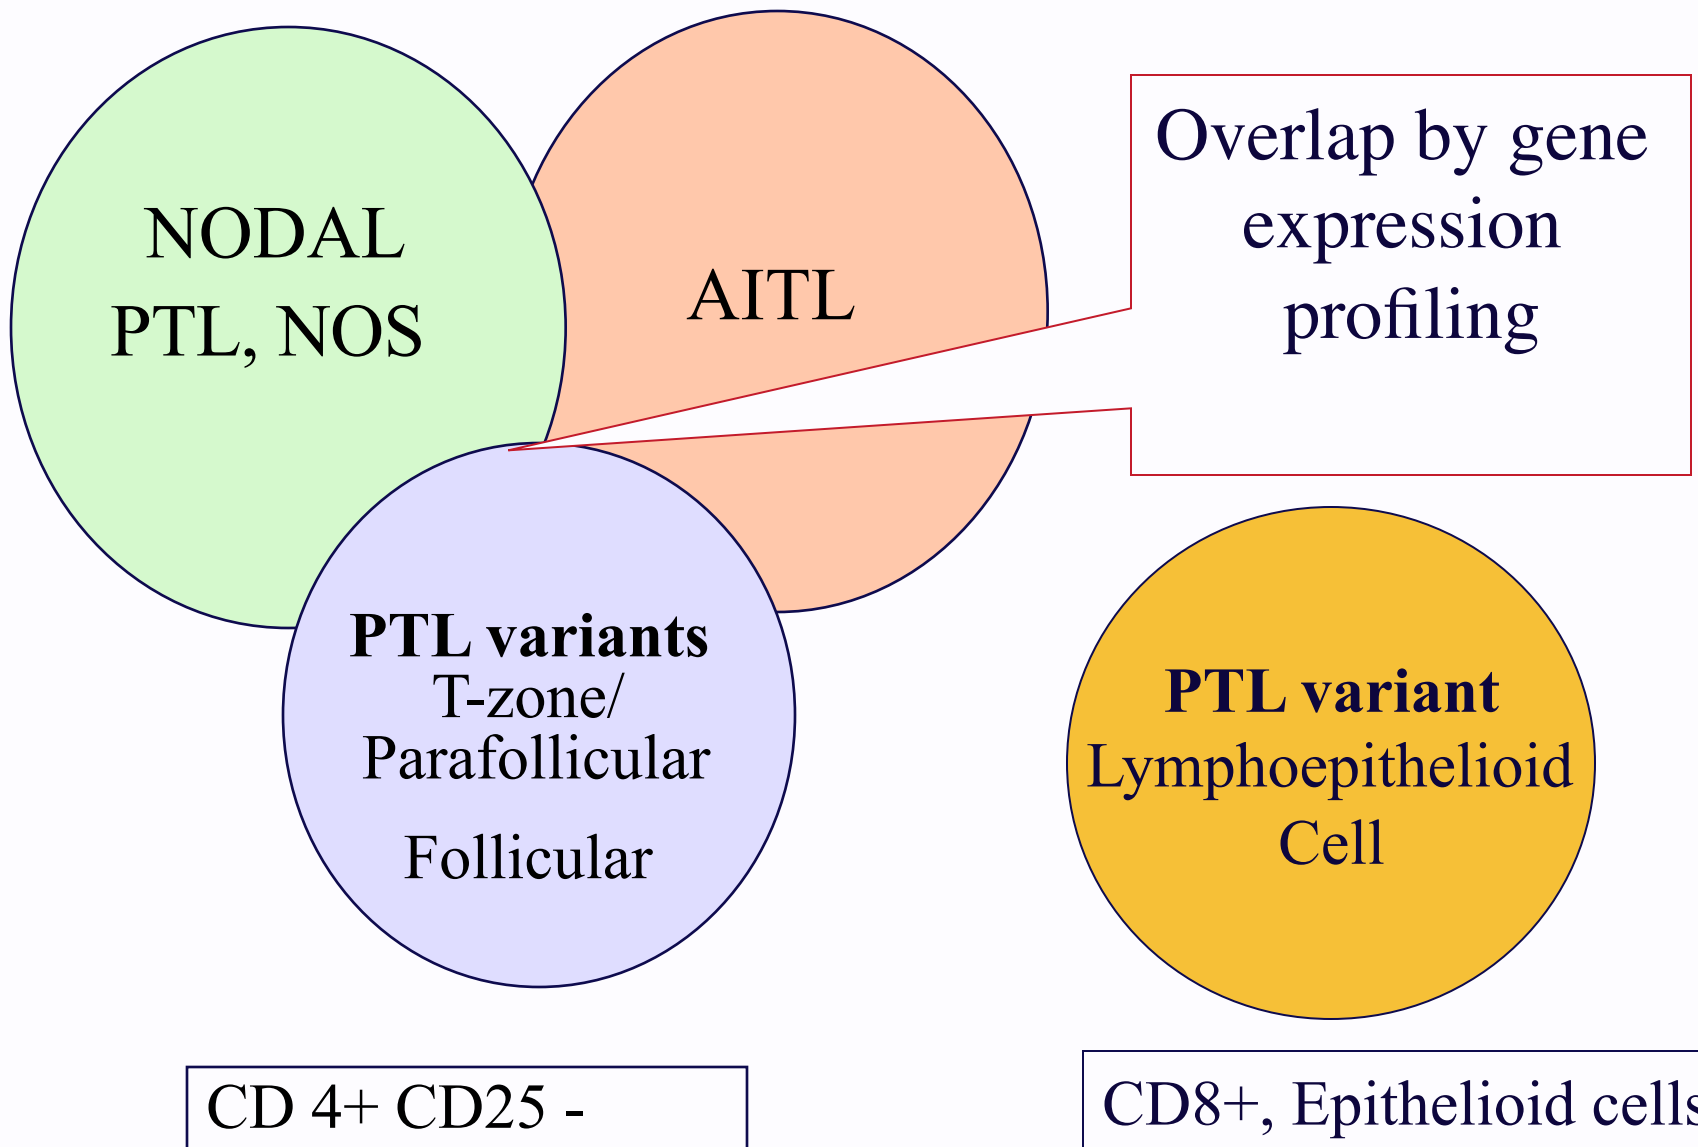 NODAL
PTL, NOS
AITL
Overlap by gene
expression
profiling
PTL variants
T-zone/
Parafollicular
Follicular
PTL variant
Lymphoepithelioid
Cell
CD 4+ CD25 -
CD8+, Epithelioid cells